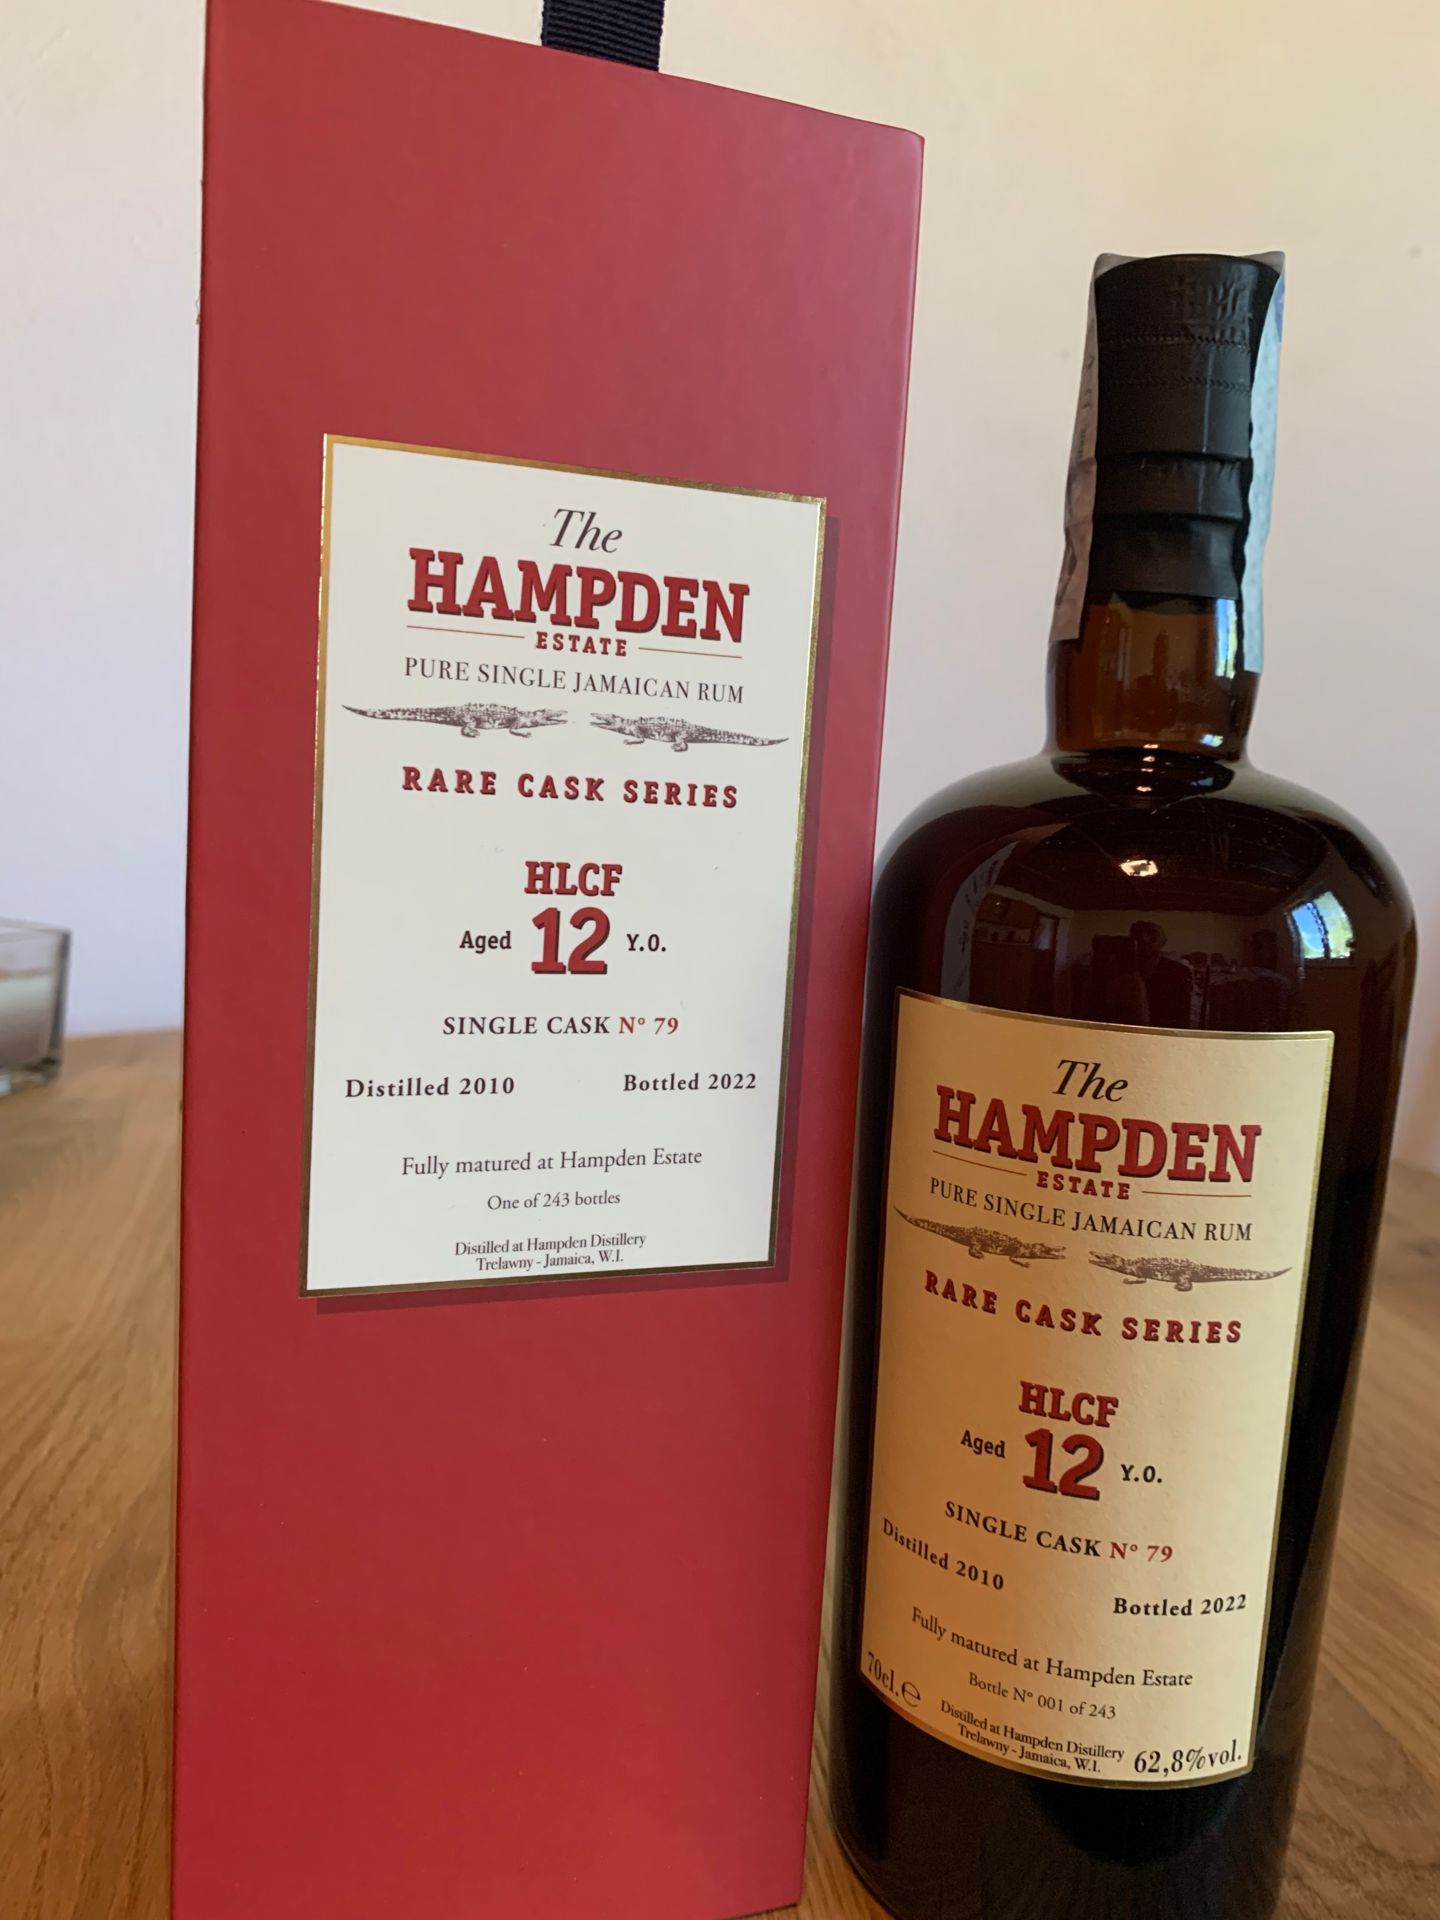 The
HAMPDEN
ESTATE
PURE SINGLE JAMAICAN RUM
RARE CASK SERIES
HLCF
Aged 12 Y.O.
SINGLE CASK Nº 79
Distilled 2010 Bottled 2022
Fully matured at Hampden Estate
One of 243 bottles
Distilled at Hampden Distillery
Trelawny - Jamaica, W.I.
The
HAMPDEN
ESTATE
PURE SINGLE JAMAICAN RUM
RARE CASK SERIES
HLCF
Aged 12 Y.O.
SINGLE CASK Nº 79
Distilled 2010 Bottled 2022
Fully matured at Hampden Estate
Bottle Nº 001 of 243
70cl.℮ Distilled at Hampden Distillery 62,8%vol.
Trelawny - Jamaica, W.I.